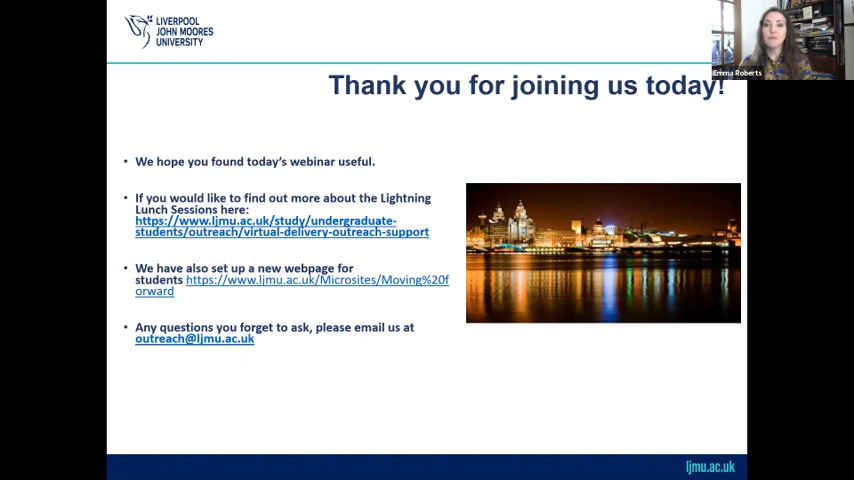 LIVERPOOL
JOHN MOORES
UNIVERSITY
Emma Roberts
Thank you for joining us today!
• We hope you found today's webinar useful.
• If you would like to find out more about the Lightning
Lunch Sessions here:
https://www.ljmu.ac.uk/study/undergraduate-
students/outreach/virtual-delivery-outreach-support
• We have also set up a new webpage for
students https://www.ljmu.ac.uk/Microsites/Moving%20f
orward
• Any questions you forget to ask, please email us at
outreach@ljmu.ac.uk
ljmu.ac.uk